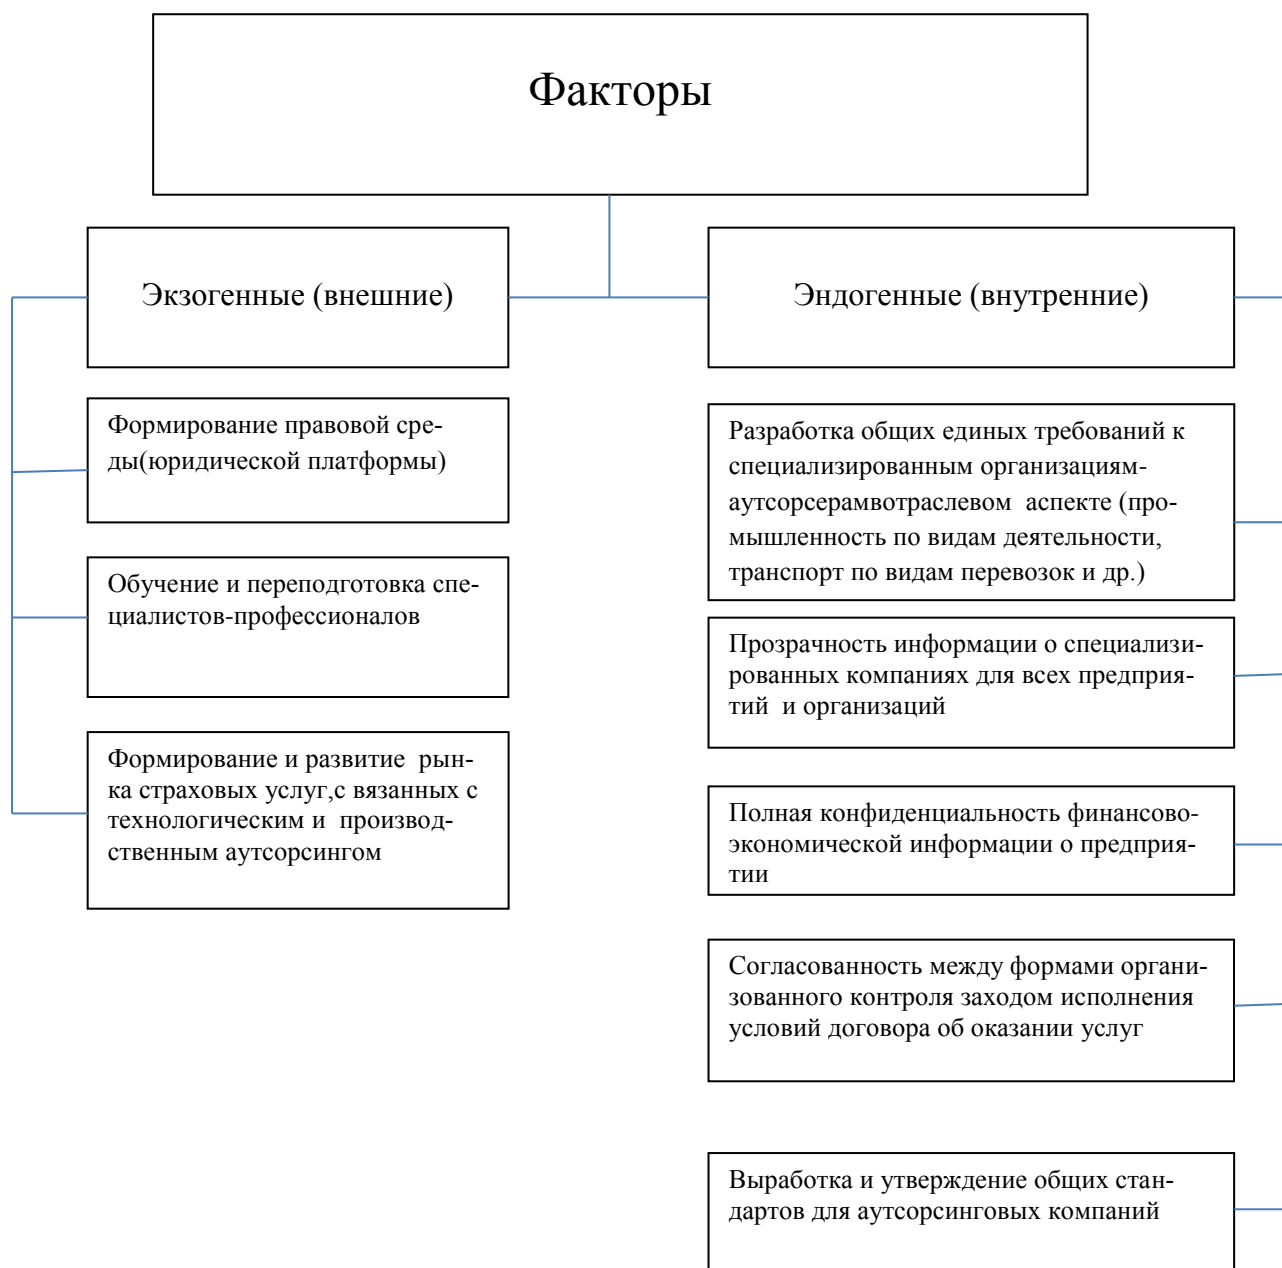 Факторы
Экзогенные (внешние)
Эндогенные (внутренние)
Формирование правовой сре-
ды(юридической платформы)
Обучение и переподготовка спе-
циалистов-профессионалов
Формирование и развитие  рын-
ка страховых услуг,с вязанных с
технологическим и  производ-
ственным аутсорсингом
Разработка общих единых требований к
специализированным организациям-
аутсорсерамвотраслевом  аспекте (про-
мышленность по видам деятельности,
транспорт по видам перевозок и др.)
Прозрачность информации о специализи-
рованных компаниях для всех предприя-
тий  и организаций
Полная конфиденциальность финансово-
экономической информации о предприя-
тии
Согласованность между формами органи-
зованного контроля заходом исполнения
условий договора об оказании услуг
Выработка и утверждение общих стан-
дартов для аутсорсинговых компаний